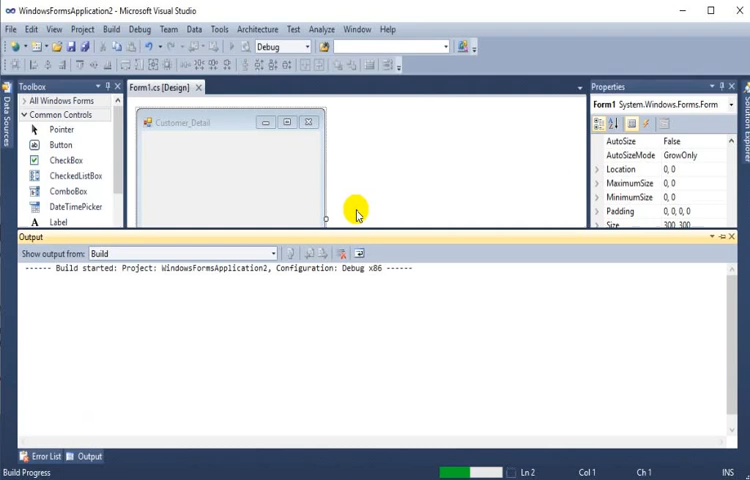 WindowsFormsApplication2 - Microsoft Visual Studio
File Edit View Project Build Debug Team Data Tools Architecture Test Analyze Window Help
Debug
Toolbox
Form1.cs [Design]
Properties
Data Sources
All Windows Forms
Common Controls
Pointer
Button
CheckBox
CheckedListBox
ComboBox
DateTimePicker
Label
Customer_Detail
Form1 System.Windows.Forms.Form
AutoSize False
AutoSizeMode GrowOnly
Location 0, 0
MaximumSize 0, 0
MinimumSize 0, 0
Padding 0, 0, 0, 0
Size 300, 300
Solution Explorer
Output
Show output from: Build
------ Build started: Project: WindowsFormsApplication2, Configuration: Debug x86 ------
Error List Output
Build Progress Ln 2 Col 1 Ch 1 INS